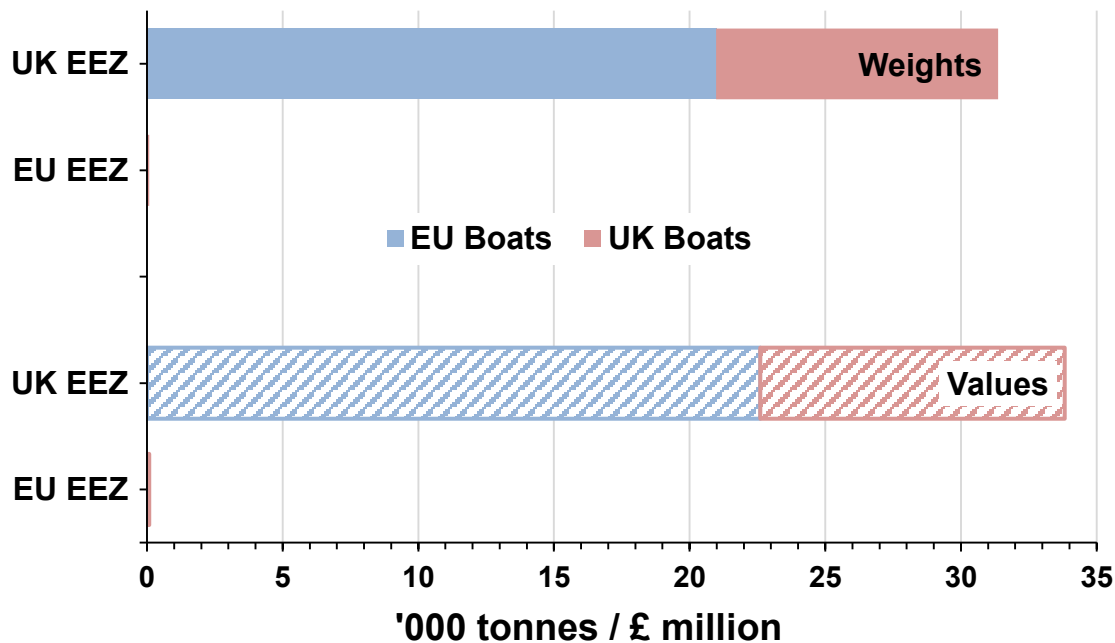 UK EEZ
Weights
EU EEZ
EU Boats UK Boats
UK EEZ
Values
EU EEZ
0 5 10 15 20 25 30 35
'000 tonnes / £ million